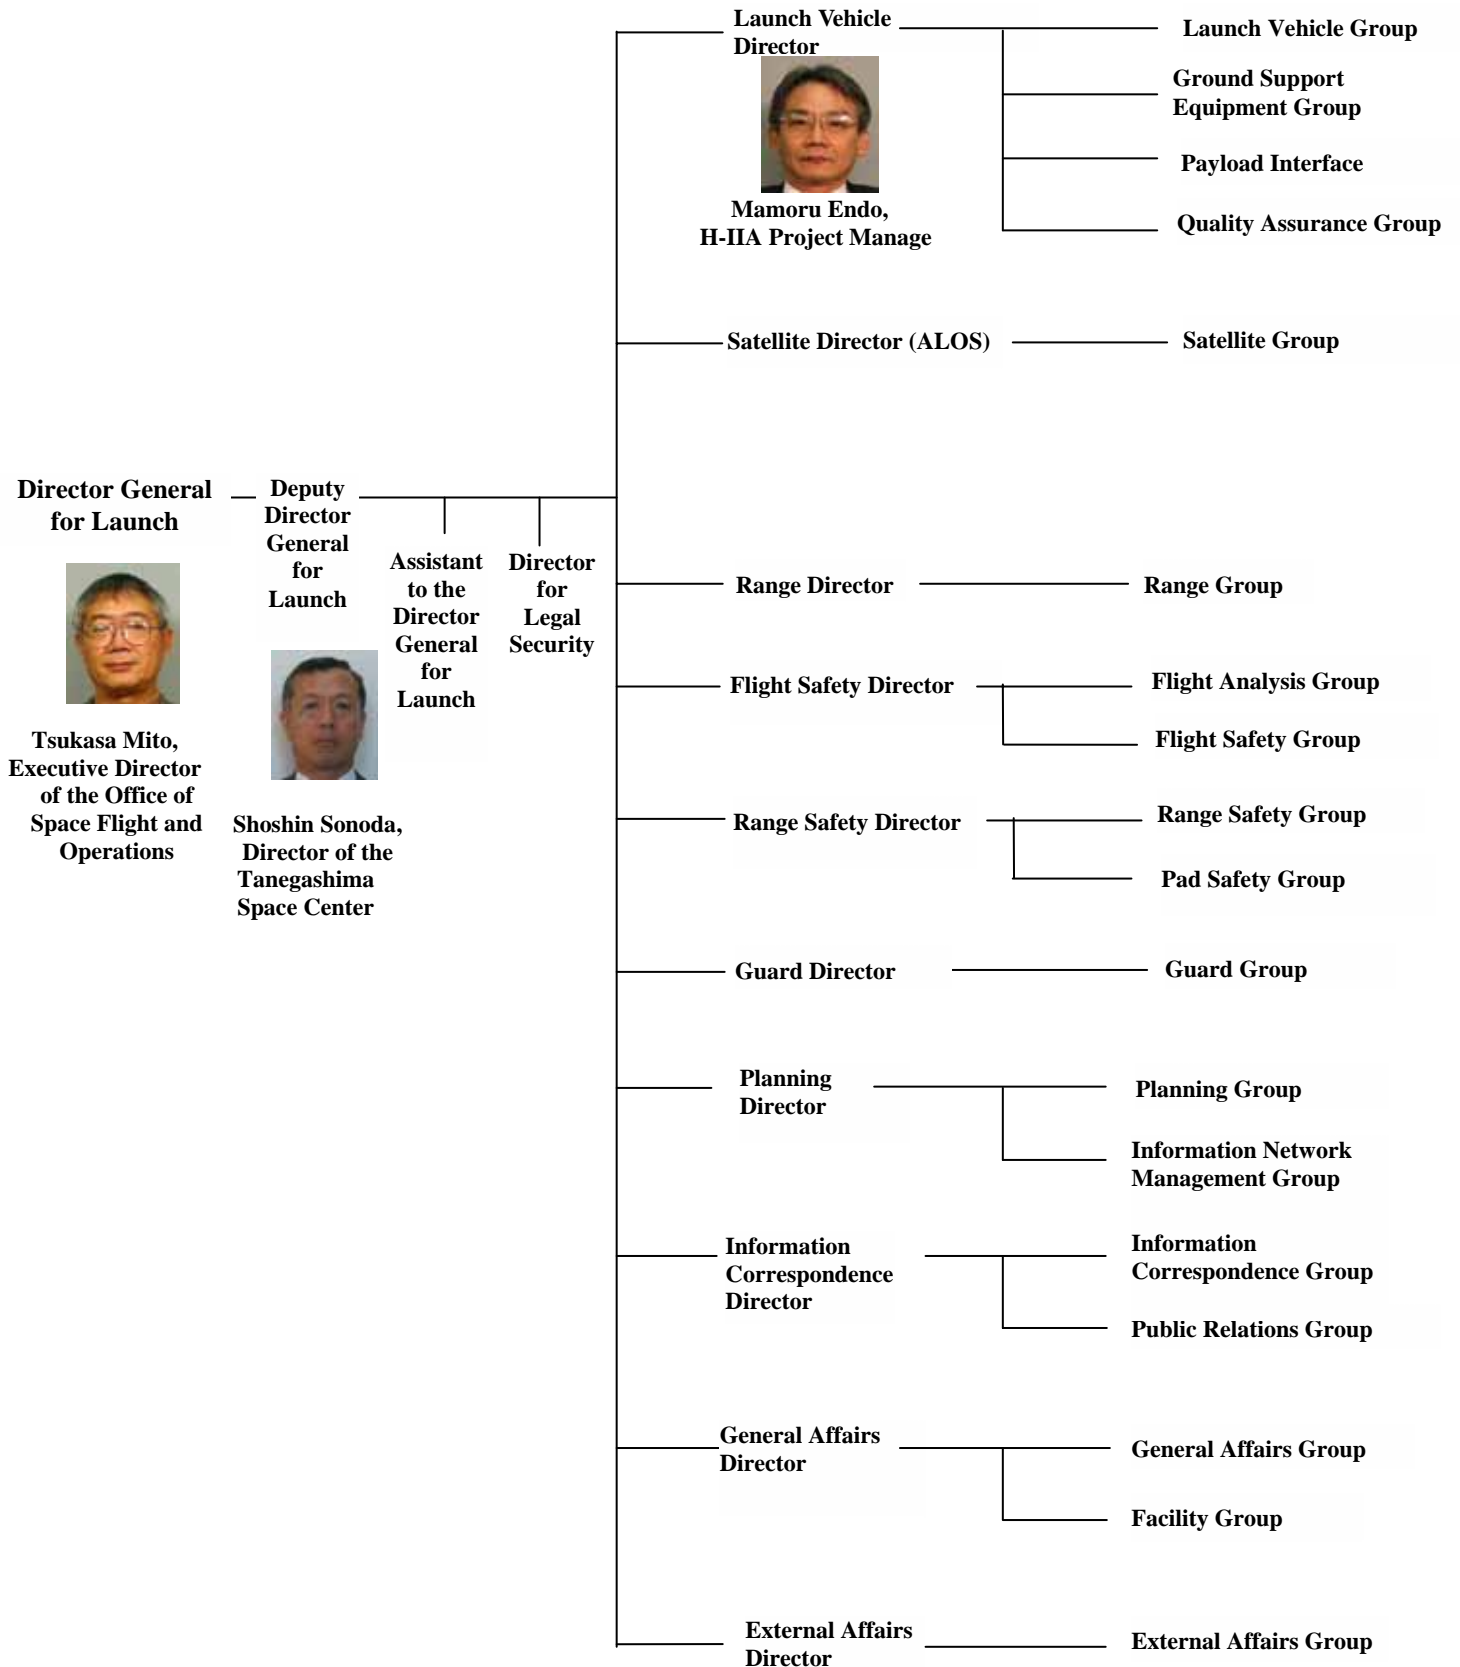 Launch Vehicle
Director
Launch Vehicle Group
Ground Support
Equipment Group
Payload Interface
Quality Assurance Group
Mamoru Endo,
H-IIA Project Manage
Satellite Director (ALOS)
Satellite Group
Director General
for Launch
Tsukasa Mito,
Executive Director
of the Office of
Space Flight and
Operations
Deputy
Director
General
for
Launch
Shoshin Sonoda,
Director of the
Tanegashima
Space Center
Assistant
to the
Director
General
for
Launch
Director
for
Legal
Security
Range Director
Range Group
Flight Safety Director
Flight Analysis Group
Flight Safety Group
Range Safety Director
Range Safety Group
Pad Safety Group
Guard Director
Guard Group
Planning
Director
Planning Group
Information Network
Management Group
Information
Correspondence
Director
Information
Correspondence Group
Public Relations Group
General Affairs
Director
General Affairs Group
Facility Group
External Affairs
Director
External Affairs Group